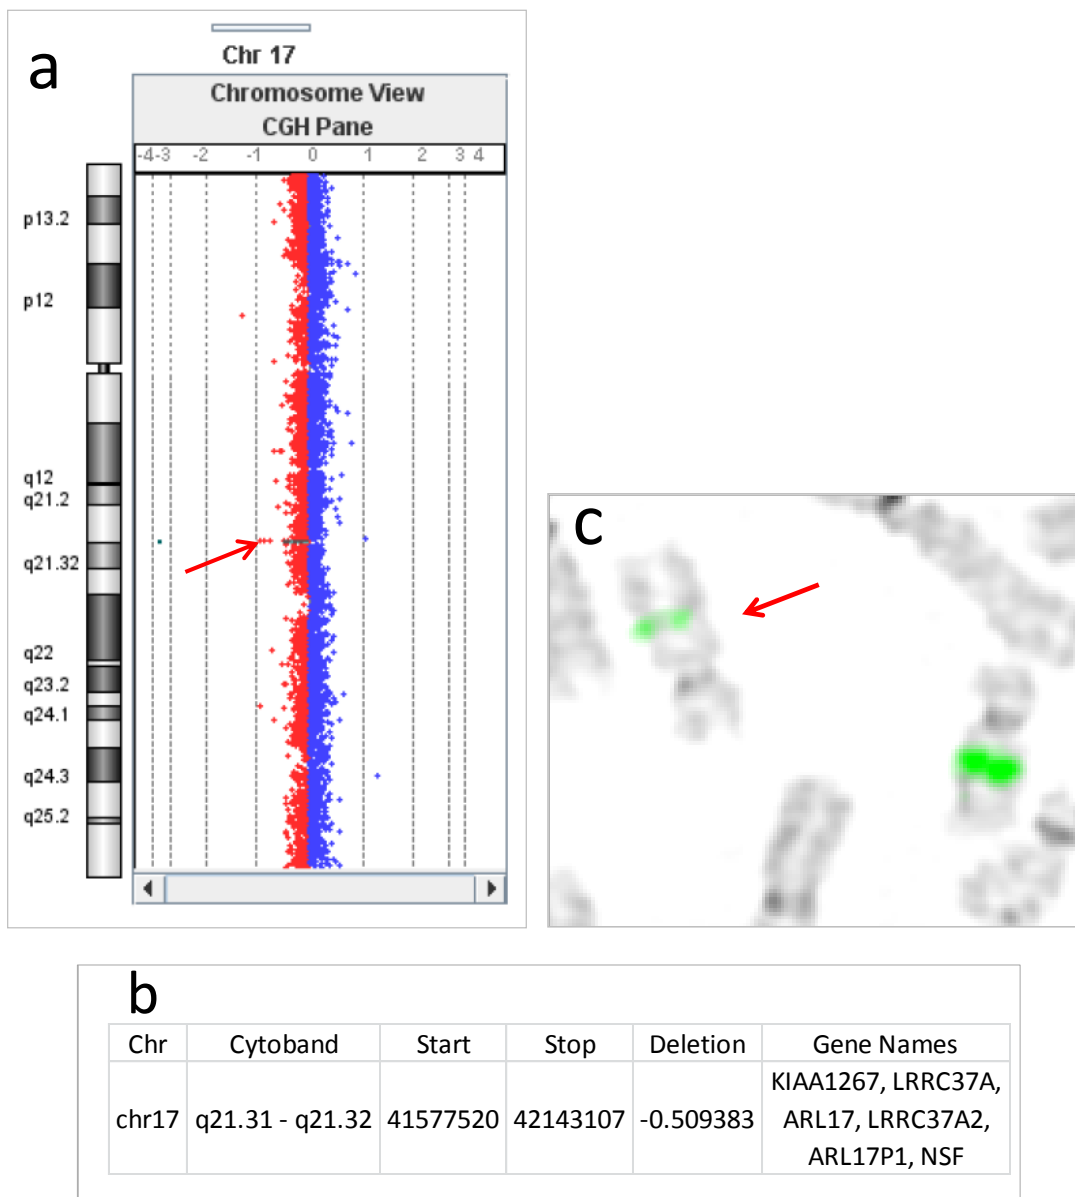 a
Chr 17
Chromosome View
CGH Pane
-4 -3 -2 -1 0 1 2 3 4
p13.2
p12
q12
q21.2
q21.32
q22
q23.2
q24.1
q24.3
q25.2
c
b
Chr Cytoband Start Stop Deletion Gene Names
chr17 q21.31 - q21.32 41577520 42143107 -0.509383 KIAA1267, LRRC37A,
ARL17, LRRC37A2,
ARL17P1, NSF